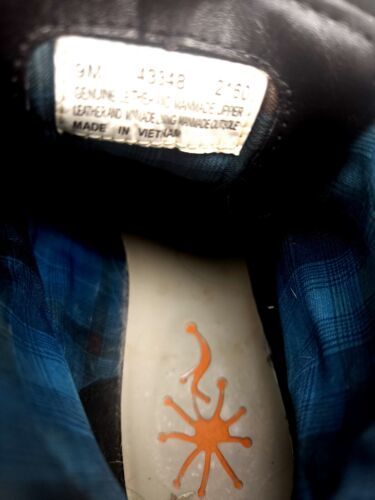 9M 43348 2160
GENUINE LEATHER AND MANMADE UPPER
LEATHER AND MANMADE LINING MANMADE OUTSOLE
MADE IN VIETNAM